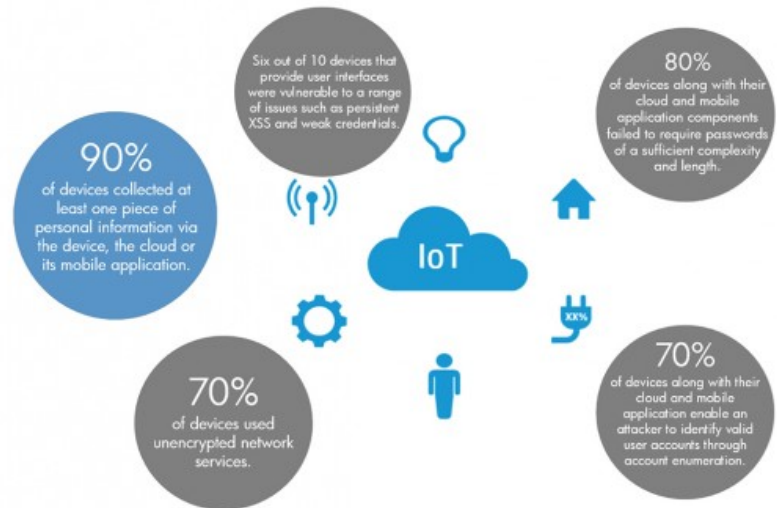 Six out of 10 devices that
provide user interfaces
were vulnerable to a range
of issues such as persistent
XSS and weak credentials.
80%
of devices along with their
cloud and mobile
application components
failed to require passwords
of a sufficient complexity
and length.
90%
of devices collected at
least one piece of
personal information via
the device, the cloud or
its mobile application.
IoT
XX%
70%
of devices used
unencrypted network
services.
70%
of devices along with their
cloud and mobile
application enable an
attacker to identify valid
user accounts through
account enumeration.